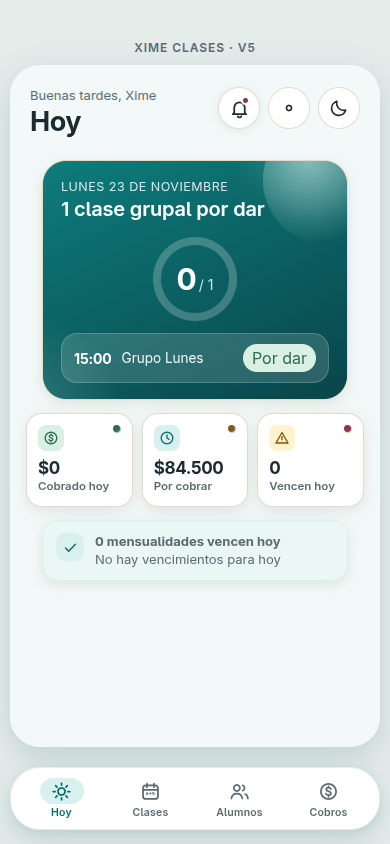 XIME CLASES · V5
Buenas tardes, Xime
Hoy
LUNES 23 DE NOVIEMBRE
1 clase grupal por dar
0 / 1
15:00 Grupo Lunes Por dar
$0 $84.500 0
Cobrado hoy Por cobrar Vencen hoy
0 mensualidades vencen hoy
No hay vencimientos para hoy
Hoy Clases Alumnos Cobros